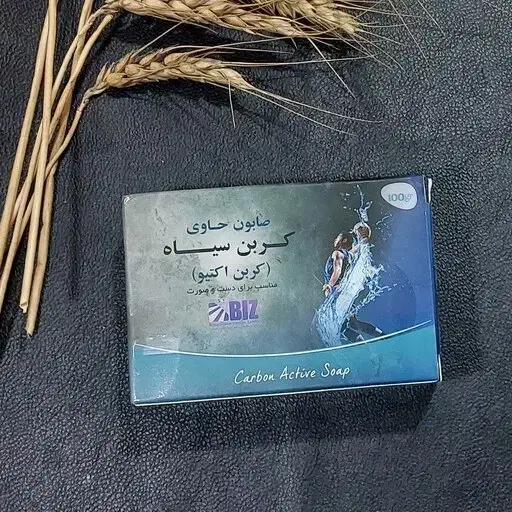 100gr
صابون حاوی
کربن سیاه
(کربن اکتیو)
مناسب برای دست و صورت
BIZ
Carbon Active Soap